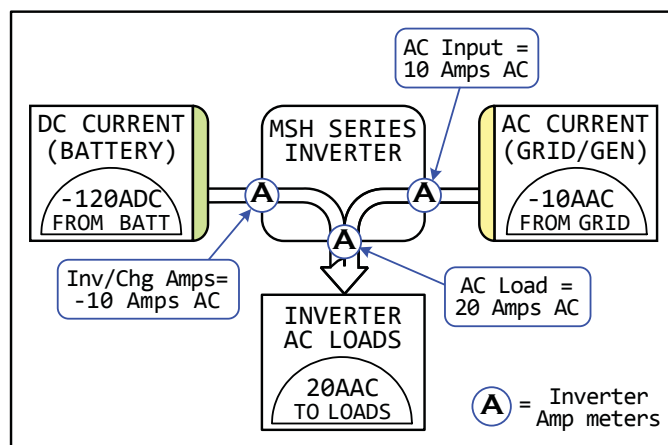 AC Input =
10 Amps AC
DC CURRENT
(BATTERY)
-120ADC
FROM BATT
MSH SERIES
INVERTER
AC CURRENT
(GRID/GEN)
-10AAC
FROM GRID
A
A
A
Inv/Chg Amps=
-10 Amps AC
AC Load =
20 Amps AC
INVERTER
AC LOADS
20AAC
TO LOADS
A = Inverter
Amp meters